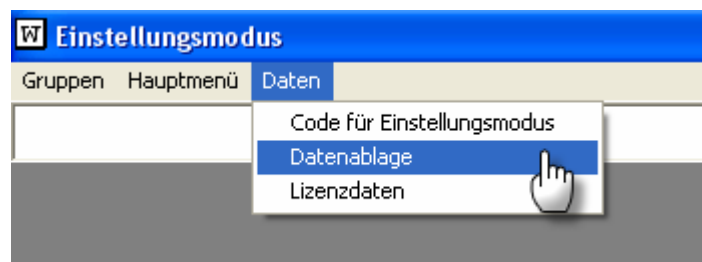 W Einstellungsmodus
Gruppen Hauptmenü Daten
Code für Einstellungsmodus
Datenablage
Lizenzdaten